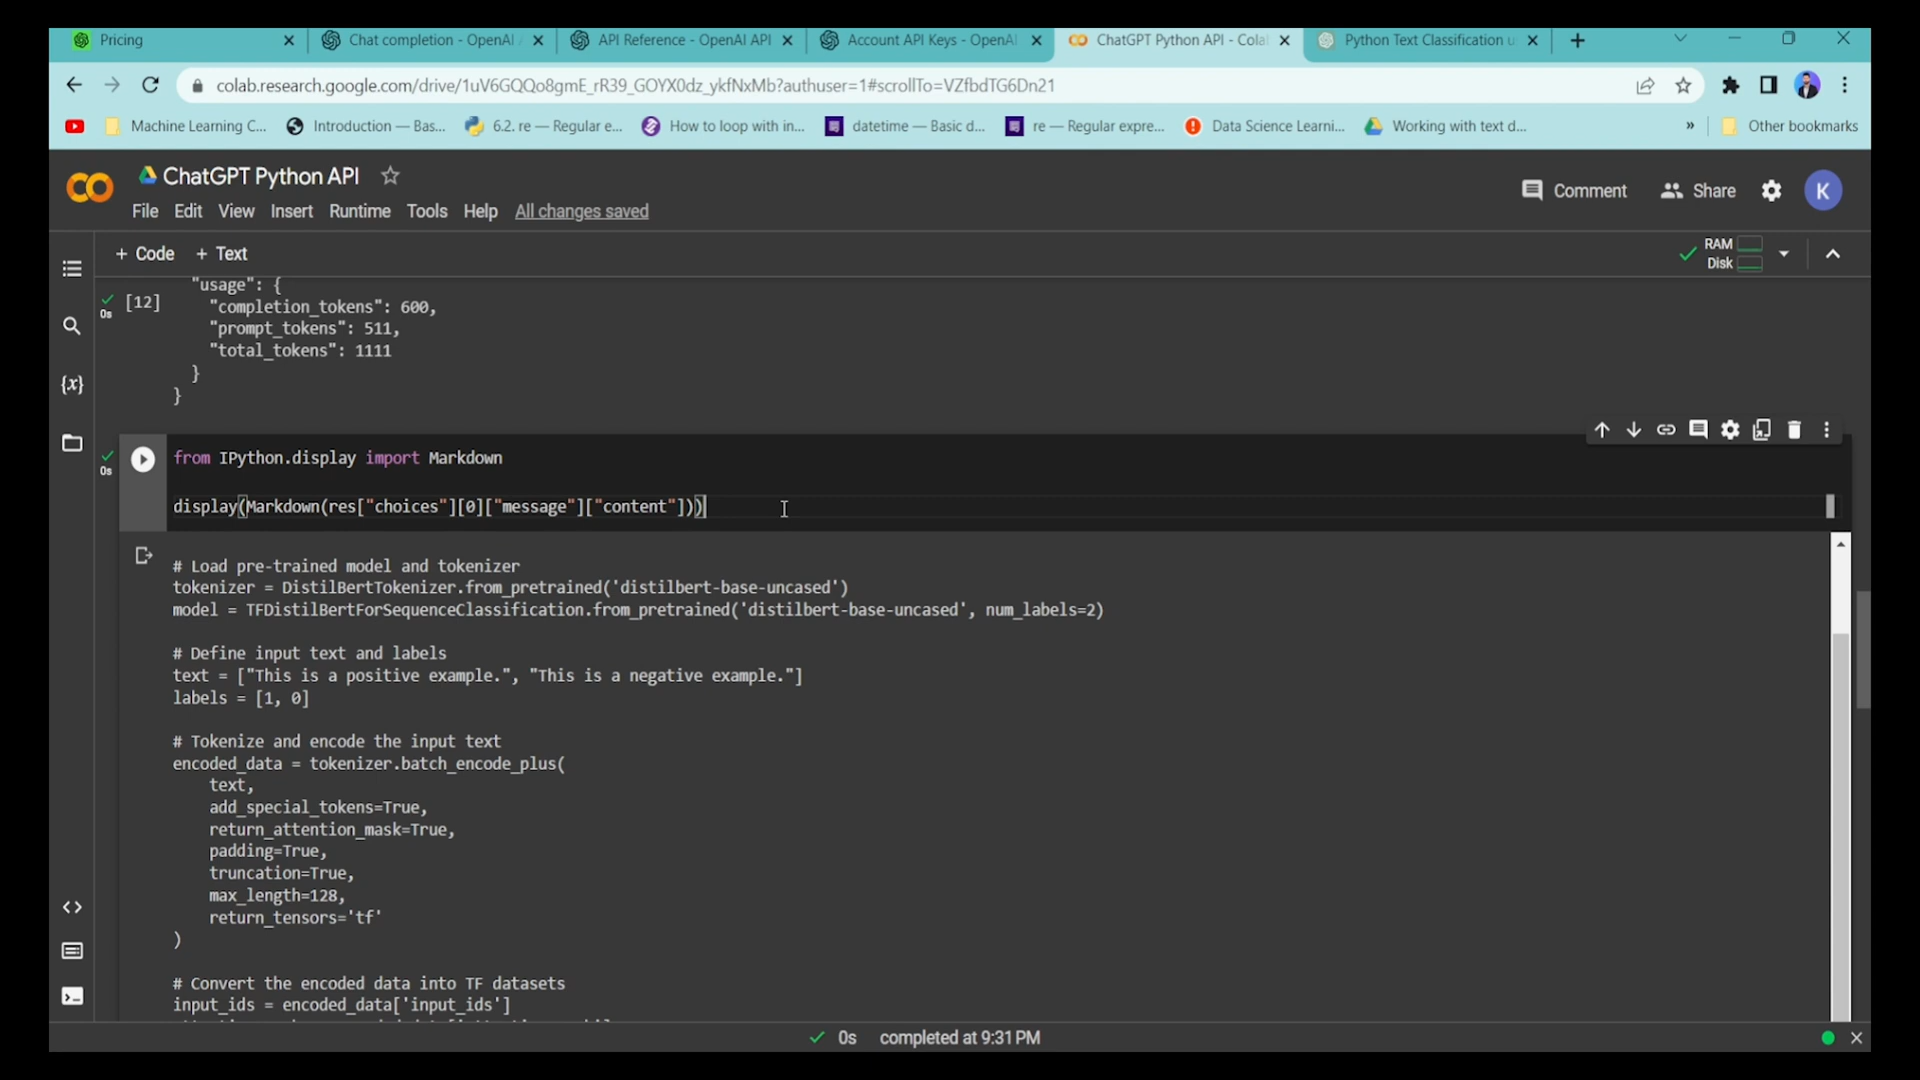 Pricing
Chat completion - OpenAI
API Reference - OpenAI API
Account API Keys - OpenAI
ChatGPT Python API - Cola
Python Text Classification u
colab.research.google.com/drive/1uV6GQQo8gmE_rR39_GOYX0dz_ykfNxMb?authuser=1#scrollTo=VZfbdTG6Dn21
Machine Learning C...
Introduction — Bas...
6.2. re — Regular e...
How to loop with in...
datetime — Basic d...
re — Regular expre...
Data Science Learni...
Working with text d...
»
Other bookmarks
ChatGPT Python API
Comment
Share
K
File Edit View Insert Runtime Tools Help All changes saved
+ Code + Text
RAM
Disk
"usage": {
[12]
0s
"completion_tokens": 600,
"prompt_tokens": 511,
"total_tokens": 1111
}
}
0s
from IPython.display import Markdown
display(Markdown(res["choices"][0]["message"]["content"]))
# Load pre-trained model and tokenizer
tokenizer = DistilBertTokenizer.from_pretrained('distilbert-base-uncased')
model = TFDistilBertForSequenceClassification.from_pretrained('distilbert-base-uncased', num_labels=2)
# Define input text and labels
text = ["This is a positive example.", "This is a negative example."]
labels = [1, 0]
# Tokenize and encode the input text
encoded_data = tokenizer.batch_encode_plus(
text,
add_special_tokens=True,
return_attention_mask=True,
padding=True,
truncation=True,
max_length=128,
return_tensors='tf'
)
# Convert the encoded data into TF datasets
input_ids = encoded_data['input_ids']
0s completed at 9:31 PM